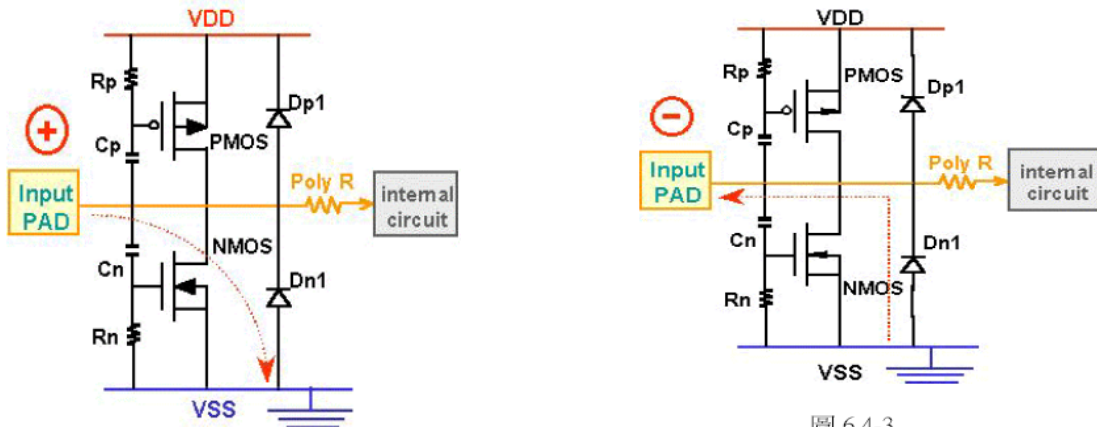 VDD
Rp
Dp1
PMOS
Cp
+
Input
PAD
Poly R
internal
circuit
NMOS
Cn
Dn1
Rn
VSS
VDD
Rp
PMOS
Dp1
Cp
−
Input
PAD
Poly R
internal
circuit
Cn
NMOS
Dn1
Rn
VSS